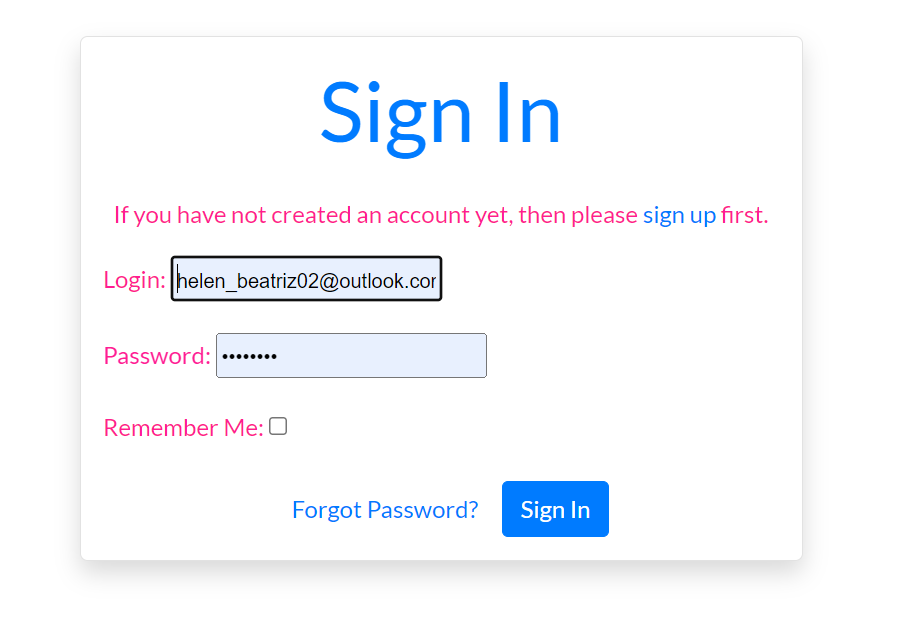 Sign In
If you have not created an account yet, then please sign up first.
Login: helen_beatriz02@outlook.cor
Password: ••••••••
Remember Me:
Forgot Password? Sign In